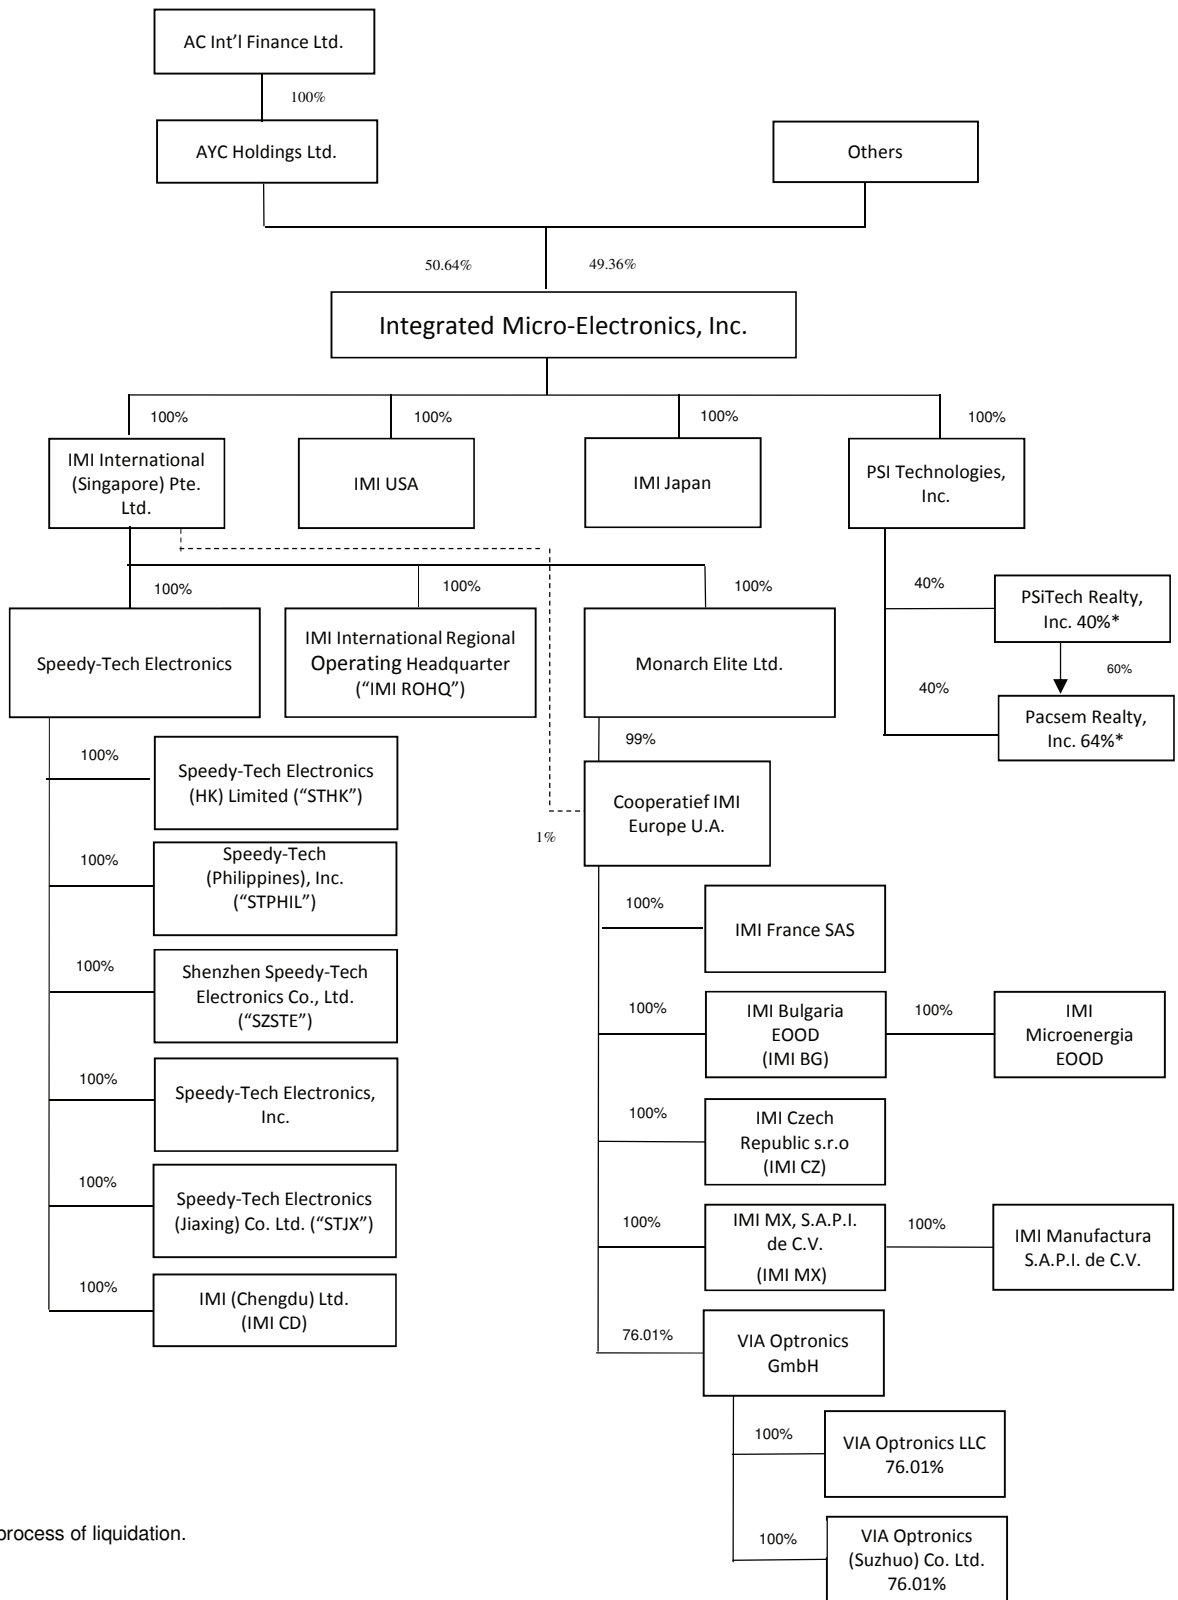 AC Int'l Finance Ltd.
100%
AYC Holdings Ltd.
Others
50.64%
49.36%
Integrated Micro-Electronics, Inc.
100%
100%
100%
100%
IMI International
(Singapore) Pte.
Ltd.
IMI USA
IMI Japan
PSI Technologies,
Inc.
100%
100%
100%
40%
PSiTech Realty,
Inc. 40%*
60%
40%
Pacsem Realty,
Inc. 64%*
Speedy-Tech Electronics
IMI International Regional
Operating Headquarter
("IMI ROHQ")
Monarch Elite Ltd.
99%
Cooperatief IMI
Europe U.A.
1%
100%
Speedy-Tech Electronics
(HK) Limited ("STHK")
100%
Speedy-Tech
(Philippines), Inc.
("STPHIL")
100%
Shenzhen Speedy-Tech
Electronics Co., Ltd.
("SZSTE")
100%
Speedy-Tech Electronics,
Inc.
100%
Speedy-Tech Electronics
(Jiaxing) Co. Ltd. ("STJX")
100%
IMI (Chengdu) Ltd.
(IMI CD)
100%
IMI France SAS
100%
IMI Bulgaria
EOOD
(IMI BG)
100%
IMI
Microenergia
EOOD
100%
IMI Czech
Republic s.r.o
(IMI CZ)
100%
IMI MX, S.A.P.I.
de C.V.
(IMI MX)
100%
IMI Manufactura
S.A.P.I. de C.V.
76.01%
VIA Optronics
GmbH
100%
VIA Optronics LLC
76.01%
100%
VIA Optronics
(Suzhuo) Co. Ltd.
76.01%
process of liquidation.